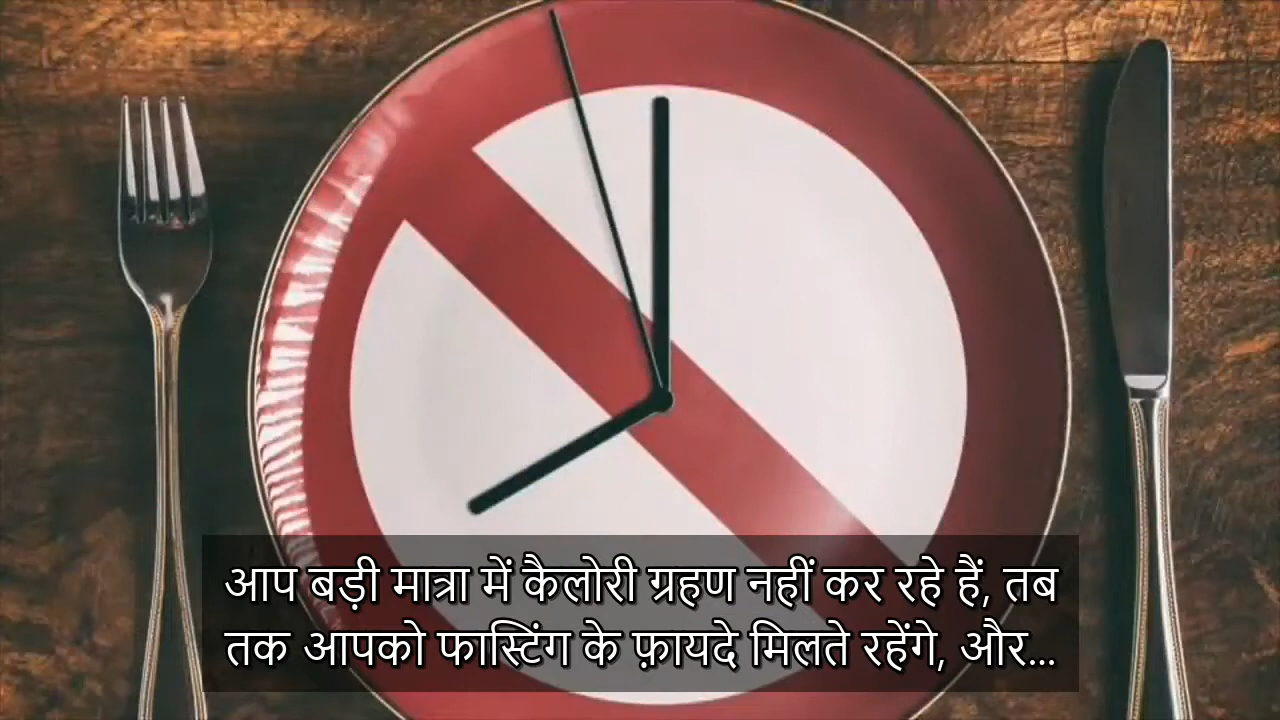 आप बड़ी मात्रा में कैलोरी ग्रहण नहीं कर रहे हैं, तब
तक आपको फास्टिंग के फ़ायदे मिलते रहेंगे, और...